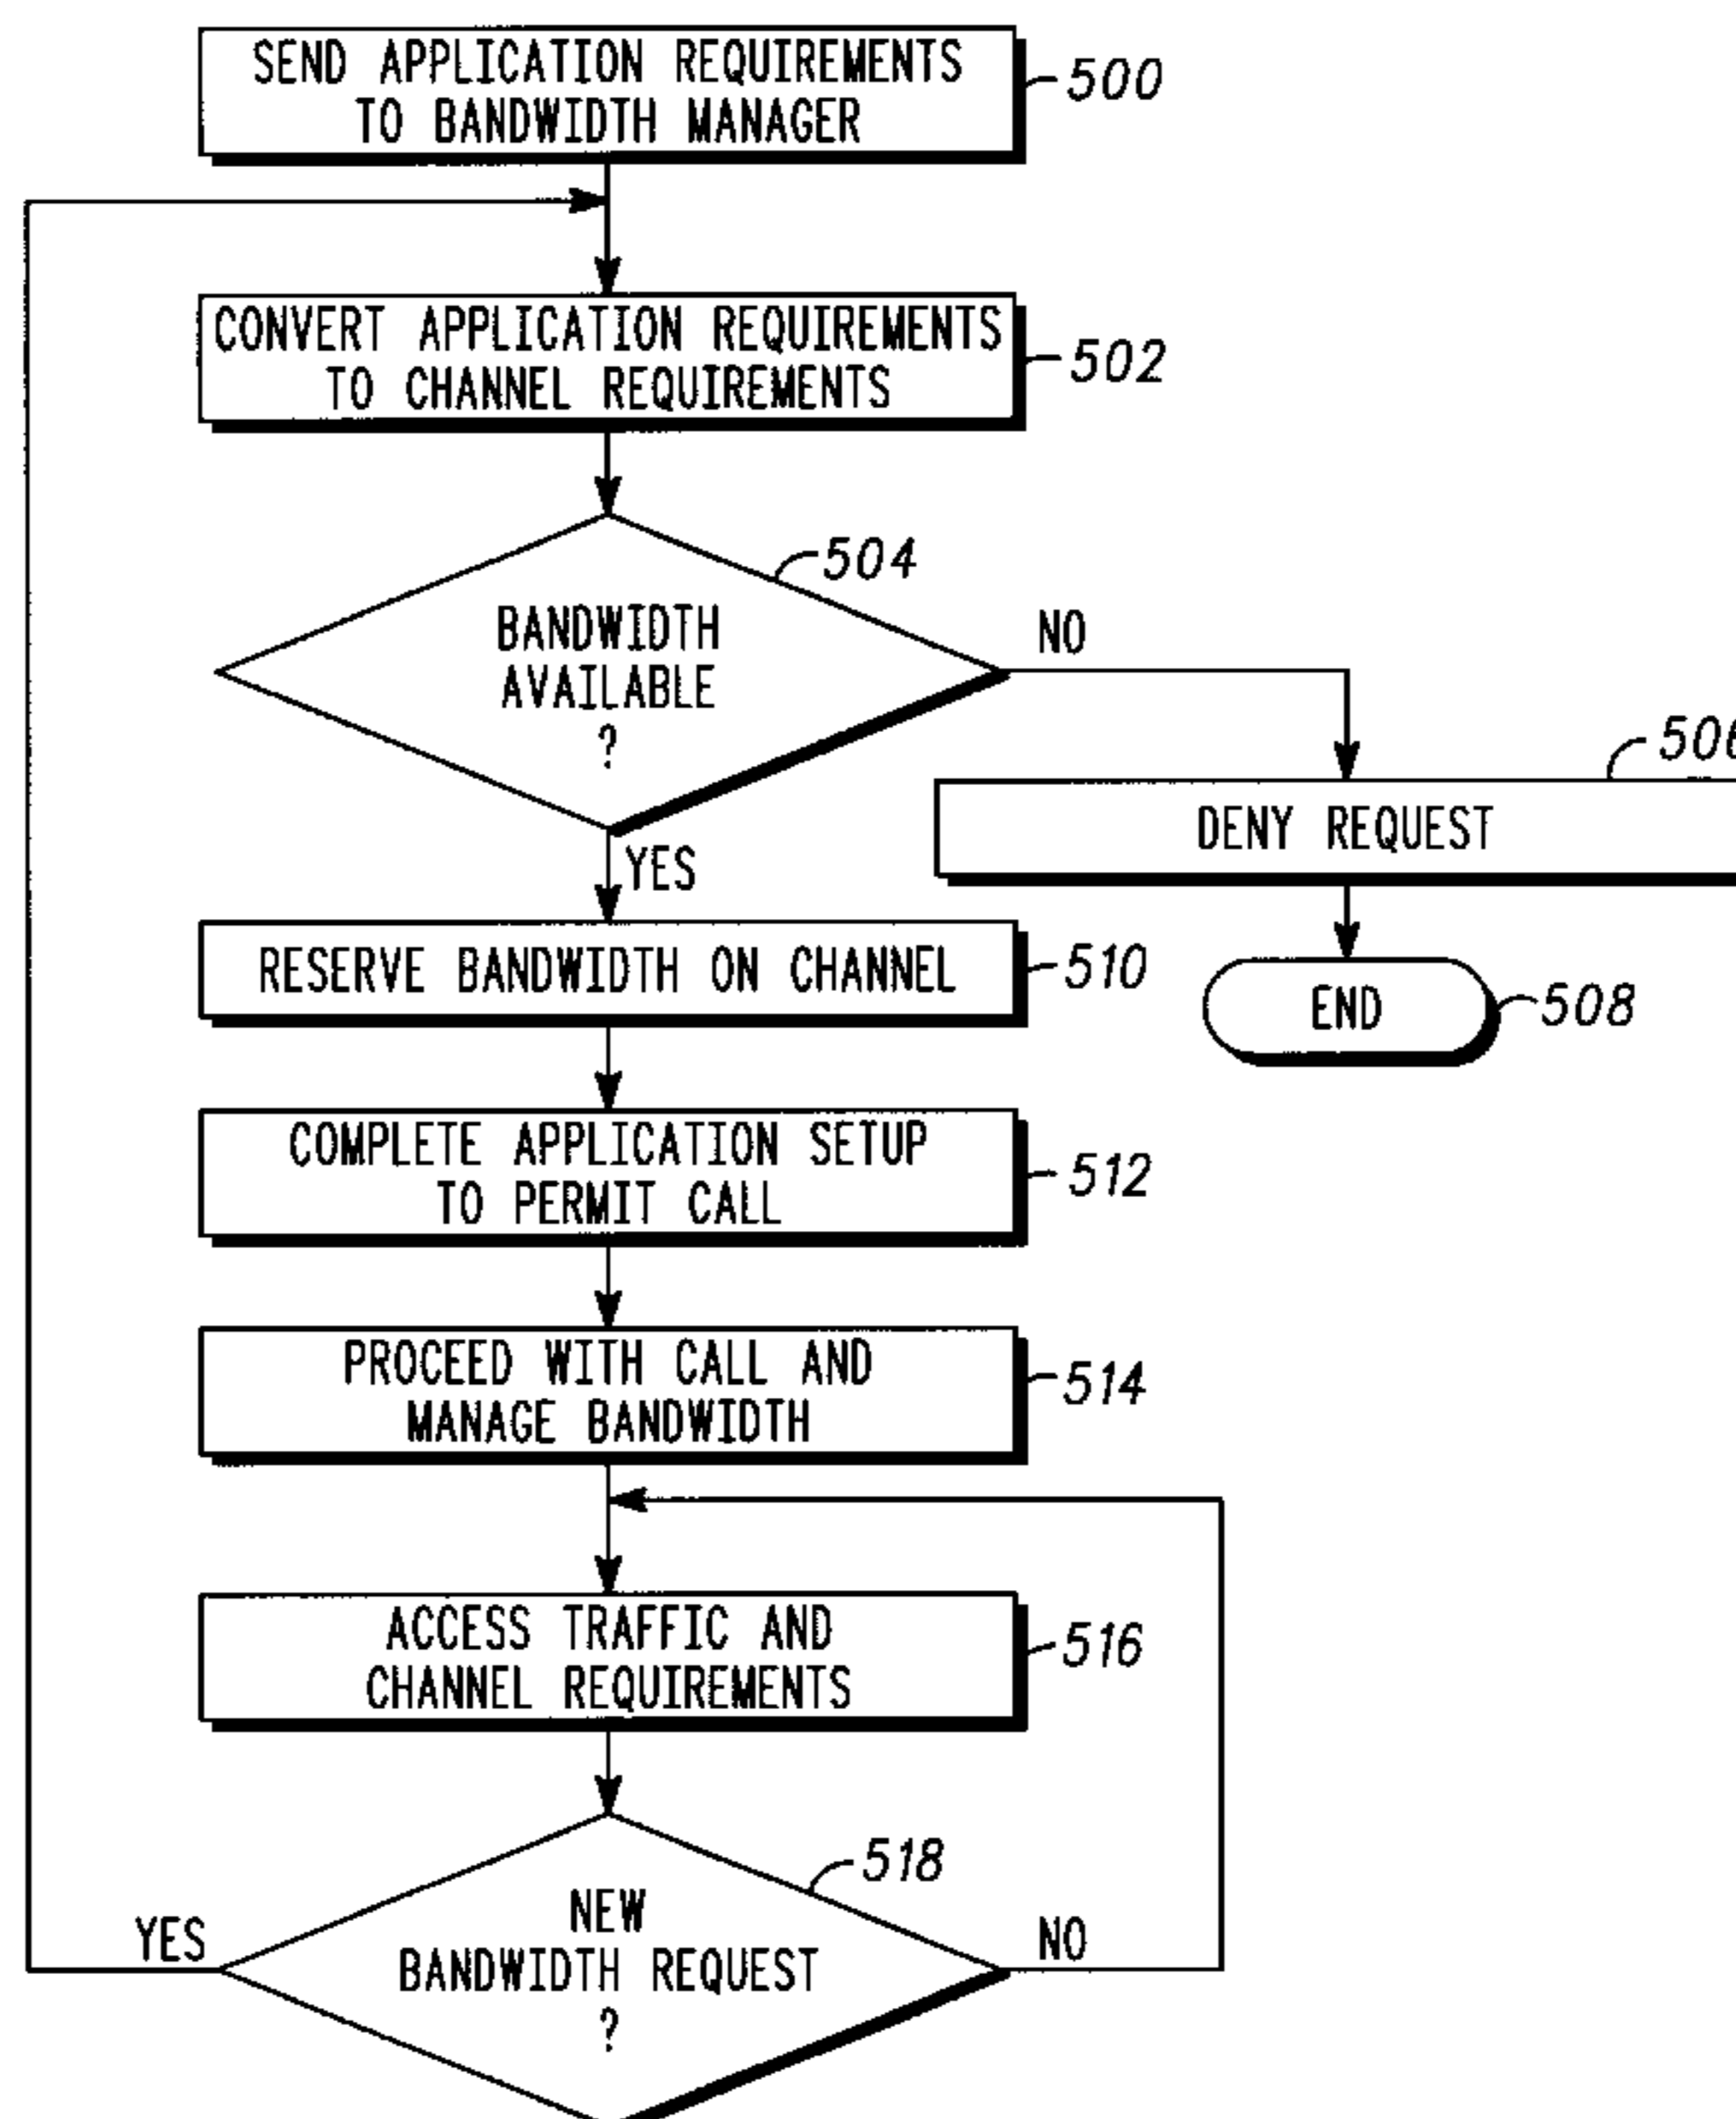 SEND APPLICATION REQUIREMENTS
TO BANDWIDTH MANAGER
500
CONVERT APPLICATION REQUIREMENTS
TO CHANNEL REQUIREMENTS
502
504
BANDWIDTH
AVAILABLE
?
NO
YES
DENY REQUEST
END
508
RESERVE BANDWIDTH ON CHANNEL
510
COMPLETE APPLICATION SETUP
TO PERMIT CALL
512
PROCEED WITH CALL AND
MANAGE BANDWIDTH
514
ACCESS TRAFFIC AND
CHANNEL REQUIREMENTS
516
518
NEW
BANDWIDTH REQUEST
?
YES
NO